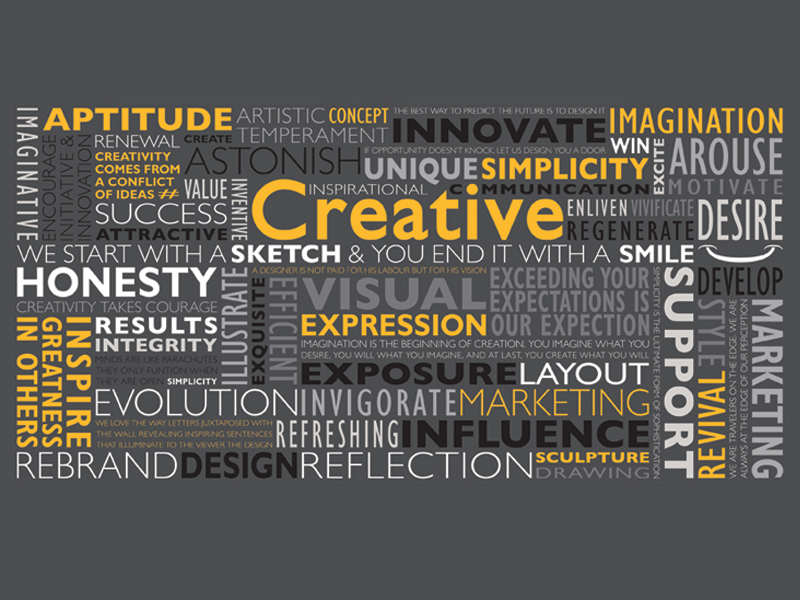 IMAGINATIVE
APTITUDE
ARTISTIC
CONCEPT
TEMPERAMENT
THE BEST WAY TO PREDICT THE FUTURE IS TO DESIGN IT
INNOVATE
IMAGINATION
ENCOURAGE
INITIATIVE &
INNOVATION
RENEWAL
CREATE
ASTONISH
CREATIVITY
COMES FROM
A CONFLICT
OF IDEAS
VALUE
INVENTIVE
SUCCESS
ATTRACTIVE
IF OPPORTUNITY DOESN'T KNOCK, LET US DESIGN YOU A DOOR
UNIQUE
SIMPLICITY
WIN
EXCITE
AROUSE
MOTIVATE
INSPIRATIONAL
COMMUNICATION
Creative
ENLIVEN
VIVIFICATE
REGENERATE
DESIRE
WE START WITH A SKETCH & YOU END IT WITH A SMILE
HONESTY
CREATIVITY TAKES COURAGE
ILLUSTRATE
EXQUISITE
EFFICIENT
A DESIGNER IS NOT PAID FOR HIS LABOUR BUT FOR HIS VISION
VISUAL
EXCEEDING YOUR
EXPECTATIONS IS
OUR EXPECTION
SIMPLICITY IS THE ULTIMATE FORM OF SOPHISTICATION
SUPPORT
DEVELOP
STYLE
REVIVAL
WE ARE TRAVELERS ON THE EDGE. WE ARE
ALWAYS AT THE EDGE OF OUR PERCEPTION
MARKETING
INSPIRE
GREATNESS
IN OTHERS
RESULTS
INTEGRITY
MINDS ARE LIKE PARACHUTES
THEY ONLY FUNTION WHEN
THEY ARE OPEN
SIMPLICITY
EXPRESSION
IMAGINATION IS THE BEGINNING OF CREATION. YOU IMAGINE WHAT YOU
DESIRE, YOU WILL WHAT YOU IMAGINE, AND AT LAST, YOU CREATE WHAT YOU WILL
EXPOSURE
LAYOUT
EVOLUTION
INVIGORATE
MARKETING
WE LOVE THE WAY LETTERS JUXTAPOSED WITH
THE WALL REVEALING INSPIRING SENTENCES
THAT ILLUMINATE TO THE VIEWER THE DESIGN
REFRESHING
INFLUENCE
REBRAND
DESIGN
REFLECTION
SCULPTURE
DRAWING